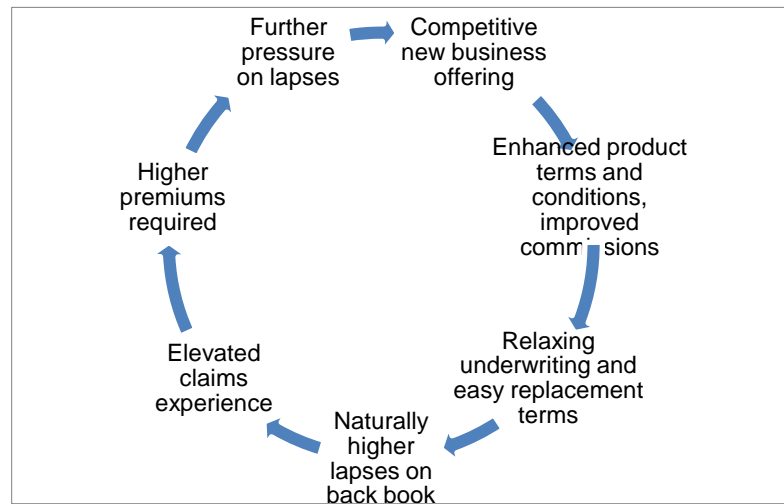 Further
pressure
on lapses
Competitive
new business
offering
Enhanced product
terms and
conditions,
improved
commissions
Relaxing
underwriting and
easy replacement
terms
Naturally
higher
lapses on
back book
Elevated
claims
experience
Higher
premiums
required